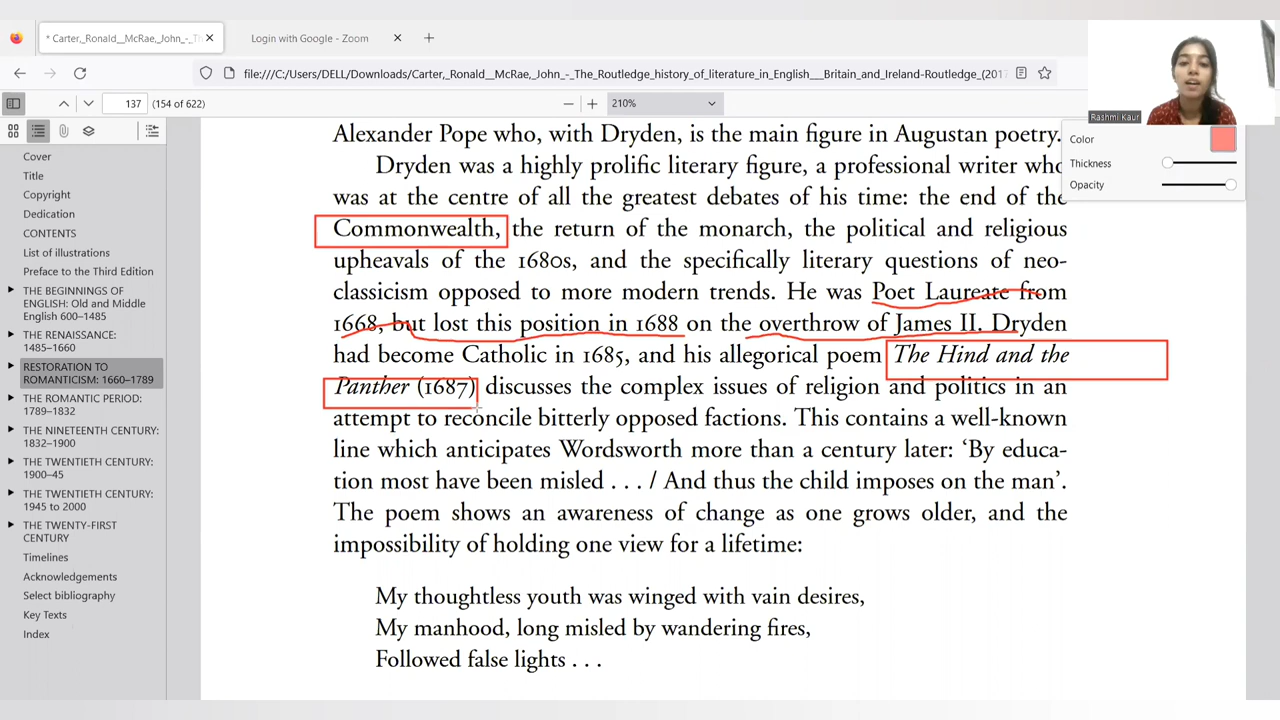 * Carter,_Ronald__McRae,_John_-_Th
Login with Google - Zoom
file:///C:/Users/DELL/Downloads/Carter,_Ronald__McRae,_John_-_The_Routledge_history_of_literature_in_English___Britain_and_Ireland-Routledge_(2017
137 (154 of 622)
210%
Rashmi Kaur
Color
Thickness
Opacity
Cover
Title
Copyright
Dedication
CONTENTS
List of illustrations
Preface to the Third Edition
THE BEGINNINGS OF
ENGLISH: Old and Middle
English 600–1485
THE RENAISSANCE:
1485–1660
RESTORATION TO
ROMANTICISM: 1660–1789
THE ROMANTIC PERIOD:
1789–1832
THE NINETEENTH CENTURY:
1832–1900
THE TWENTIETH CENTURY:
1900–45
THE TWENTIETH CENTURY:
1945 to 2000
THE TWENTY-FIRST
CENTURY
Timelines
Acknowledgements
Select bibliography
Key Texts
Index
Alexander Pope who, with Dryden, is the main figure in Augustan poetry.
Dryden was a highly prolific literary figure, a professional writer who
was at the centre of all the greatest debates of his time: the end of the
Commonwealth, the return of the monarch, the political and religious
upheavals of the 1680s, and the specifically literary questions of neo-
classicism opposed to more modern trends. He was Poet Laureate from
1668, but lost this position in 1688 on the overthrow of James II. Dryden
had become Catholic in 1685, and his allegorical poem The Hind and the
Panther (1687) discusses the complex issues of religion and politics in an
attempt to reconcile bitterly opposed factions. This contains a well-known
line which anticipates Wordsworth more than a century later: ‘By educa-
tion most have been misled . . . / And thus the child imposes on the man’.
The poem shows an awareness of change as one grows older, and the
impossibility of holding one view for a lifetime:
My thoughtless youth was winged with vain desires,
My manhood, long misled by wandering fires,
Followed false lights . . .